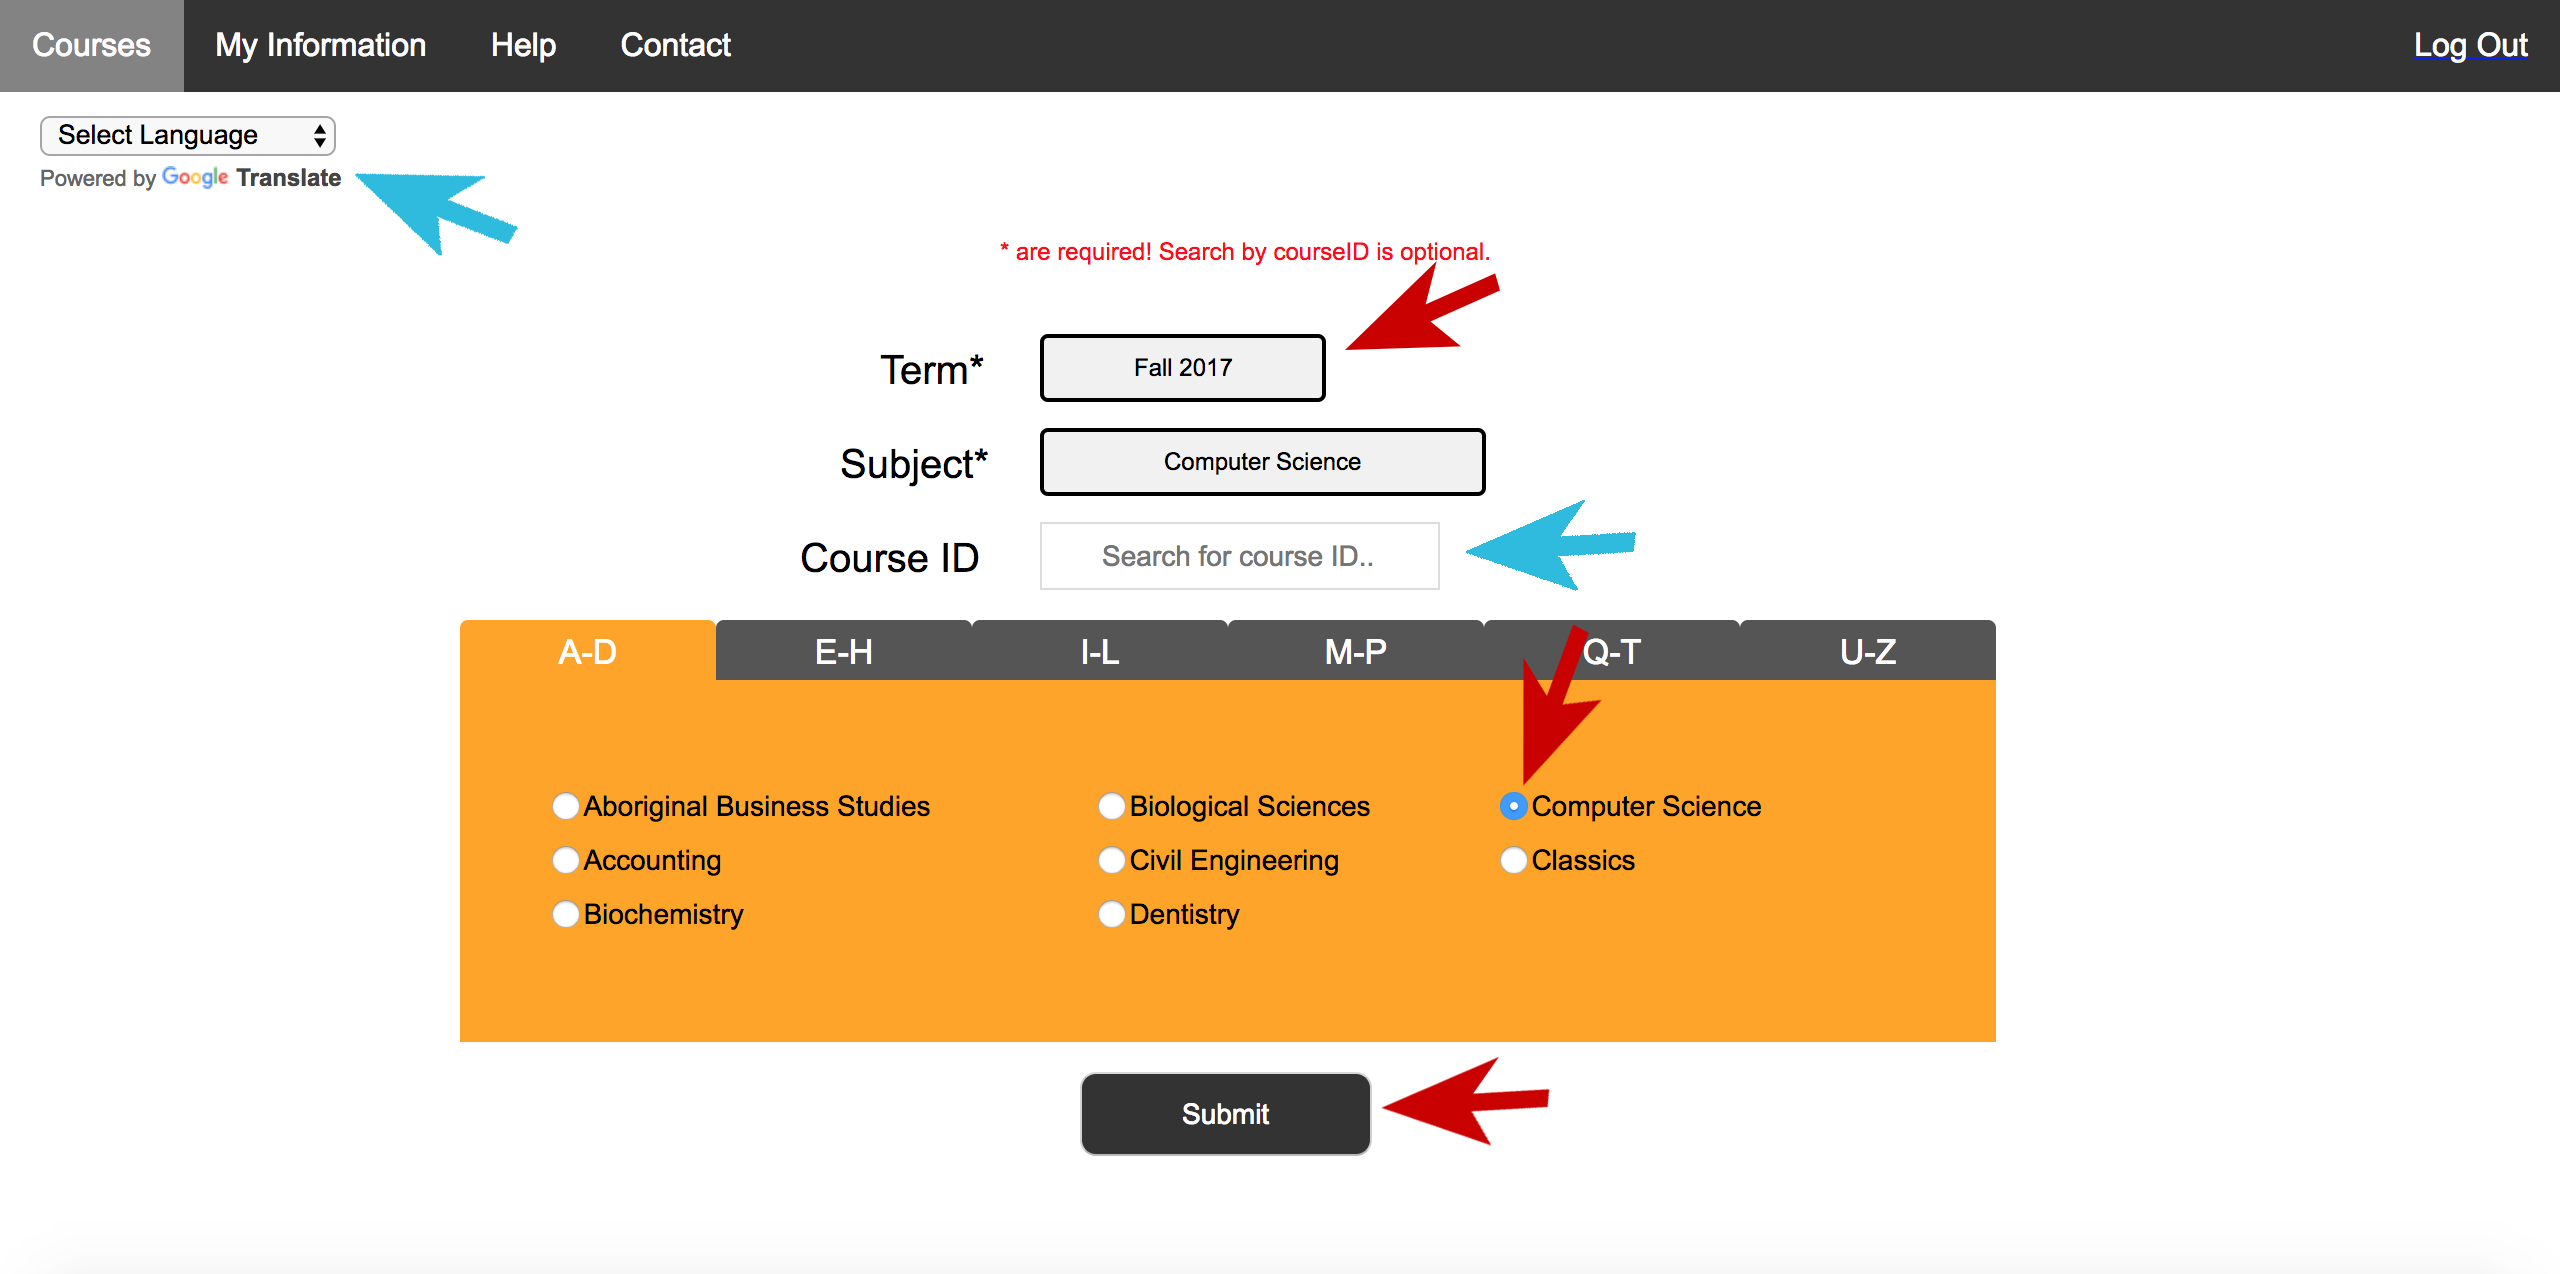 Courses My Information Help Contact Log Out
Select Language
Powered by Google Translate
* are required! Search by courseID is optional.
Term* Fall 2017
Subject* Computer Science
Course ID Search for course ID..
A-D E-H I-L M-P Q-T U-Z
Aboriginal Business Studies Biological Sciences Computer Science
Accounting Civil Engineering Classics
Biochemistry Dentistry
Submit